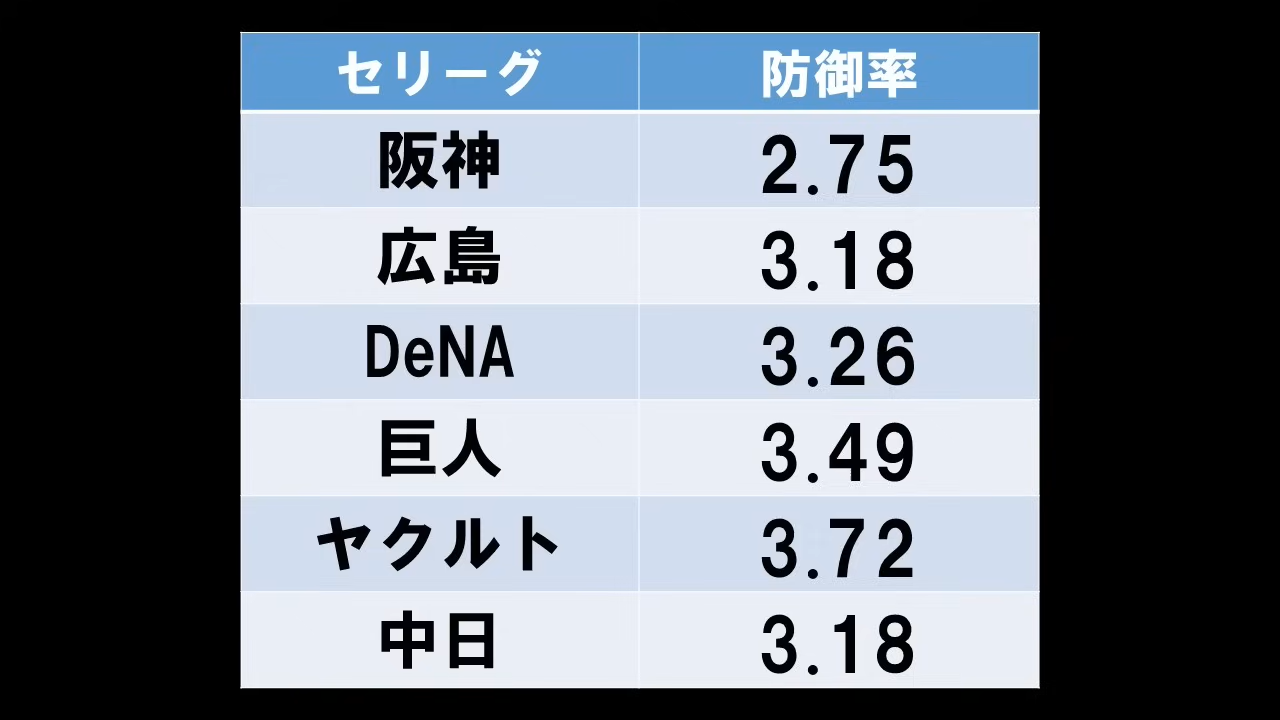 セリーグ 防御率
阪神 2.75
広島 3.18
DeNA 3.26
巨人 3.49
ヤクルト 3.72
中日 3.18